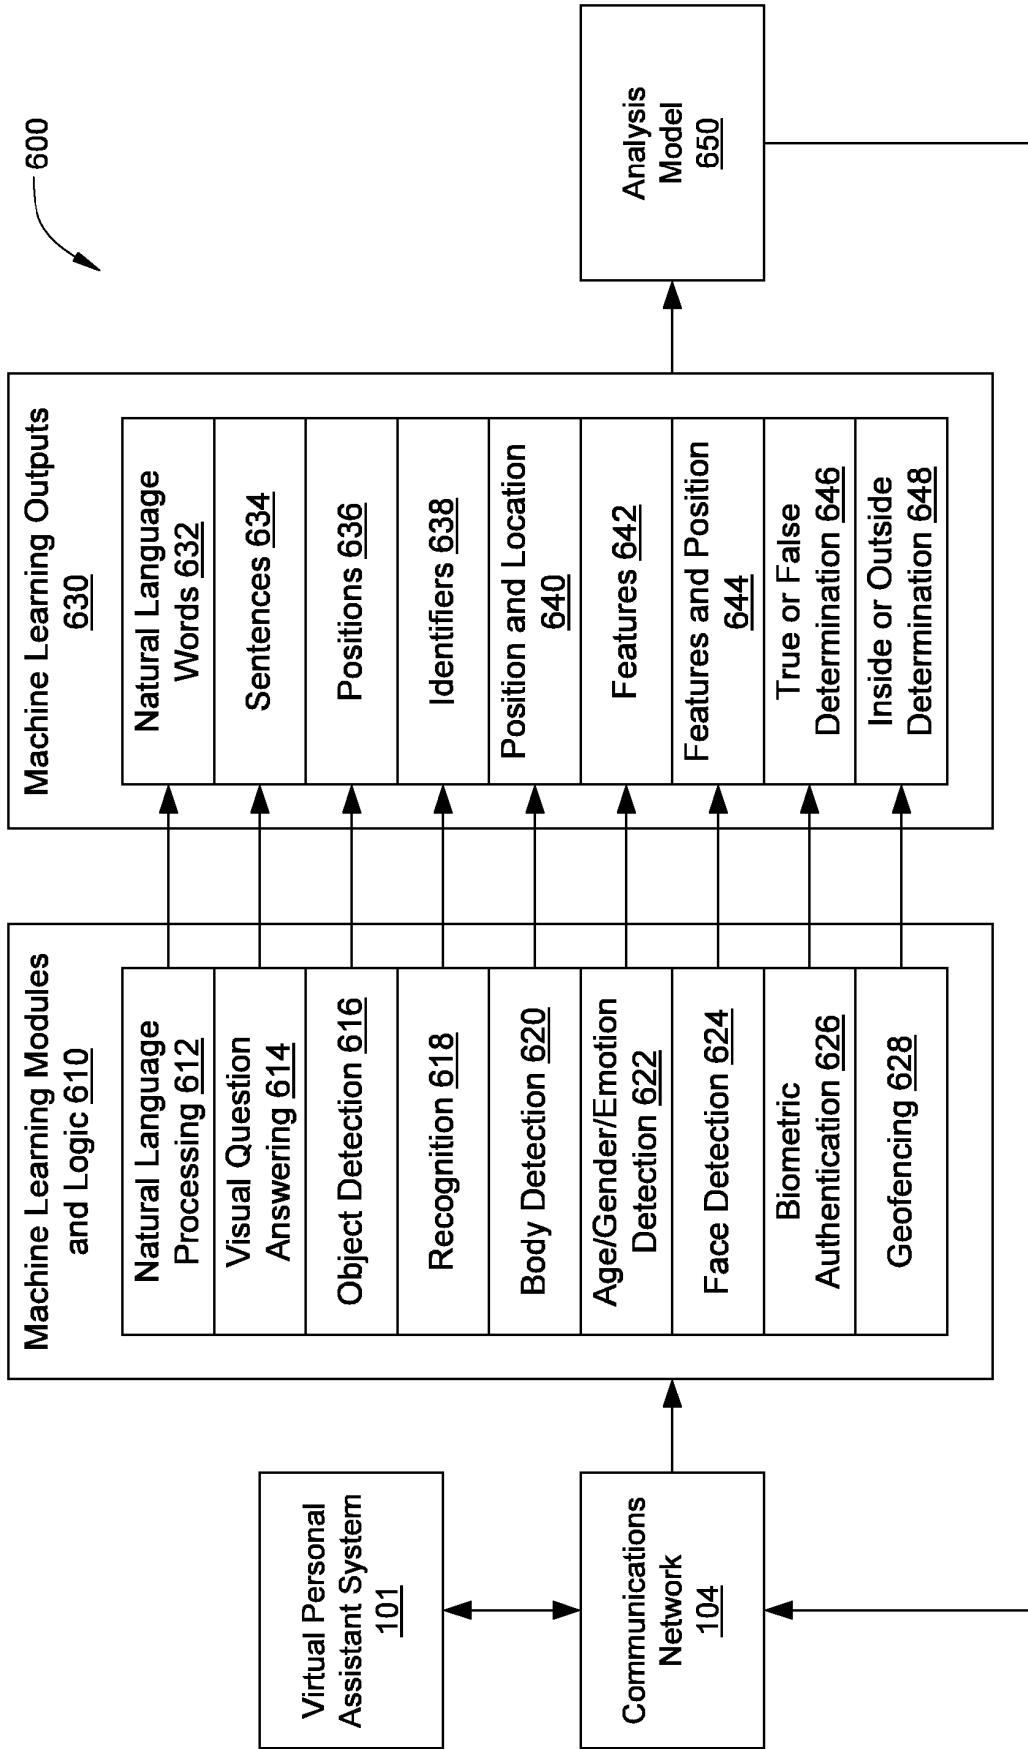 600
Virtual Personal
Assistant System
101
Communications
Network
104
Machine Learning Modules
and Logic 610
Natural Language
Processing 612
Visual Question
Answering 614
Object Detection 616
Recognition 618
Body Detection 620
Age/Gender/Emotion
Detection 622
Face Detection 624
Biometric
Authentication 626
Geofencing 628
Machine Learning Outputs
630
Natural Language
Words 632
Sentences 634
Positions 636
Identifiers 638
Position and Location
640
Features 642
Features and Position
644
True or False
Determination 646
Inside or Outside
Determination 648
Analysis
Model
650